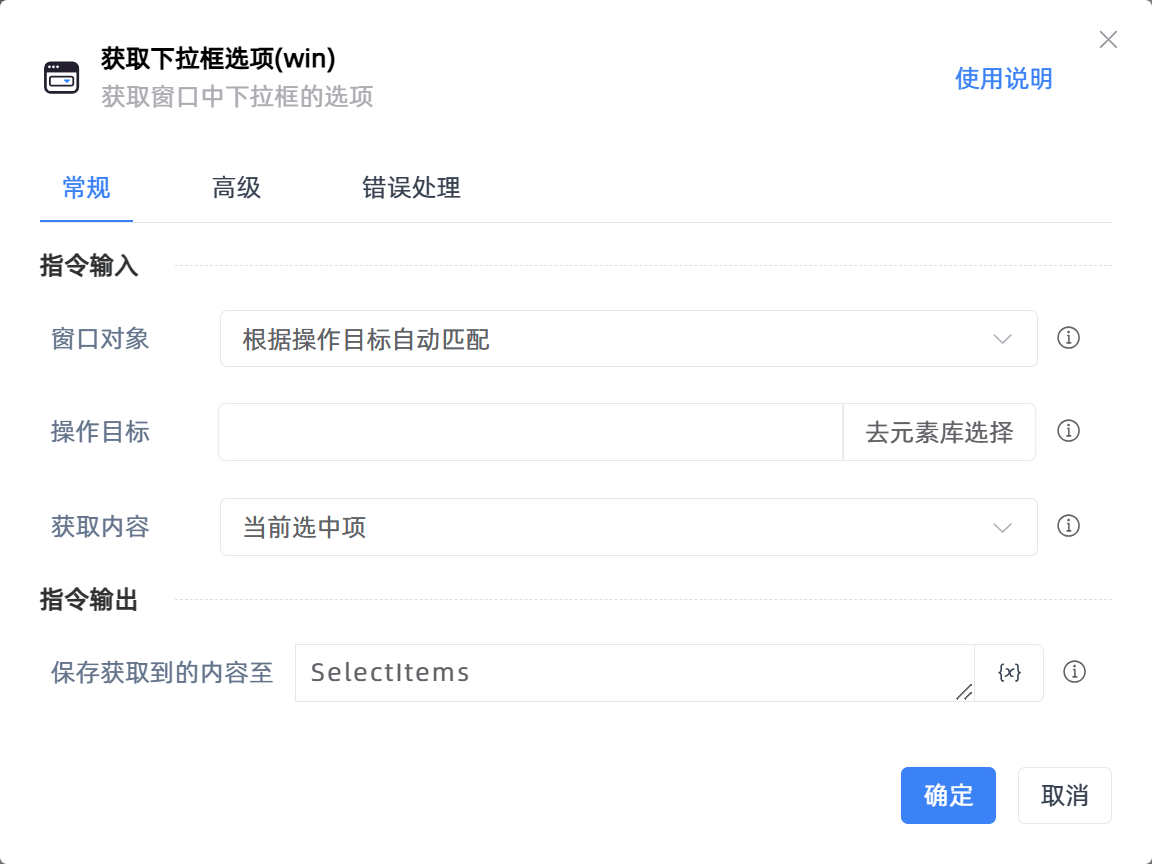 获取下拉框选项(win)
获取窗口中下拉框的选项
使用说明
常规 高级 错误处理
指令输入
窗口对象 根据操作目标自动匹配
操作目标 去元素库选择
获取内容 当前选中项
指令输出
保存获取到的内容至 SelectItems {x}
确定 取消